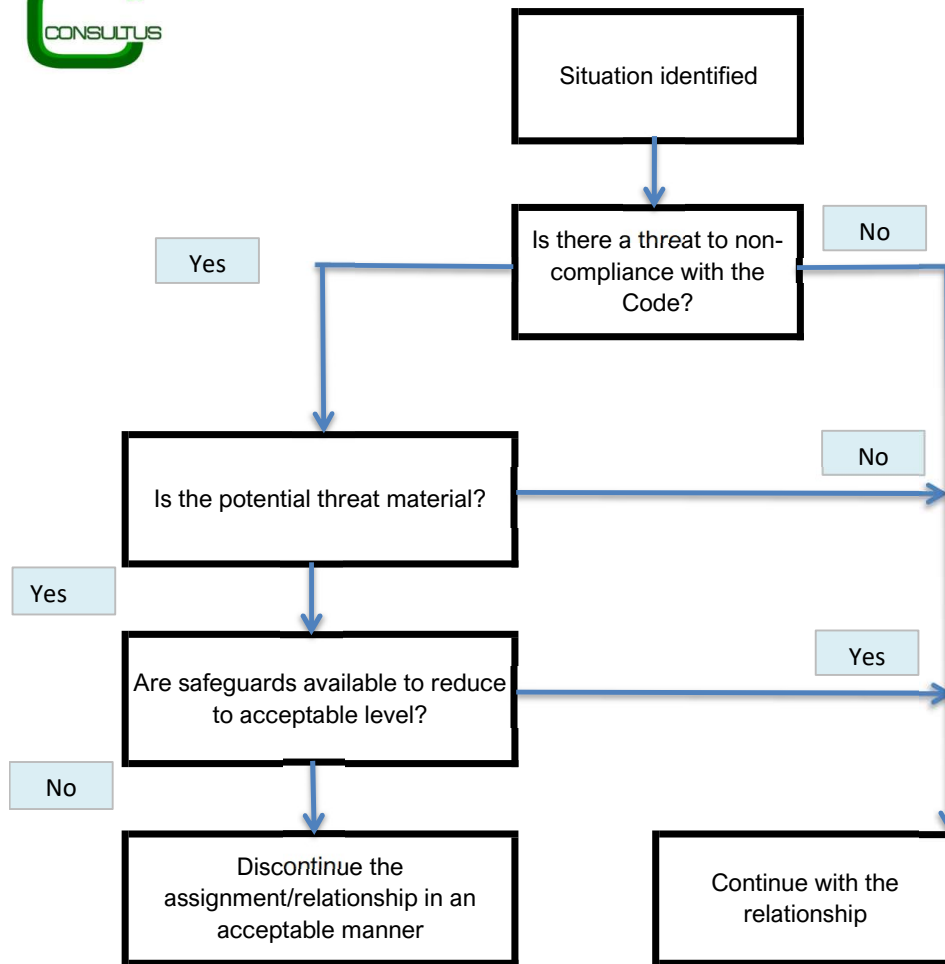 CONSULTUS
Situation identified
Is there a threat to non-
compliance with the
Code?
No
Yes
Is the potential threat material?
No
Yes
Are safeguards available to reduce
to acceptable level?
Yes
No
Discontinue the
assignment/relationship in an
acceptable manner
Continue with the
relationship